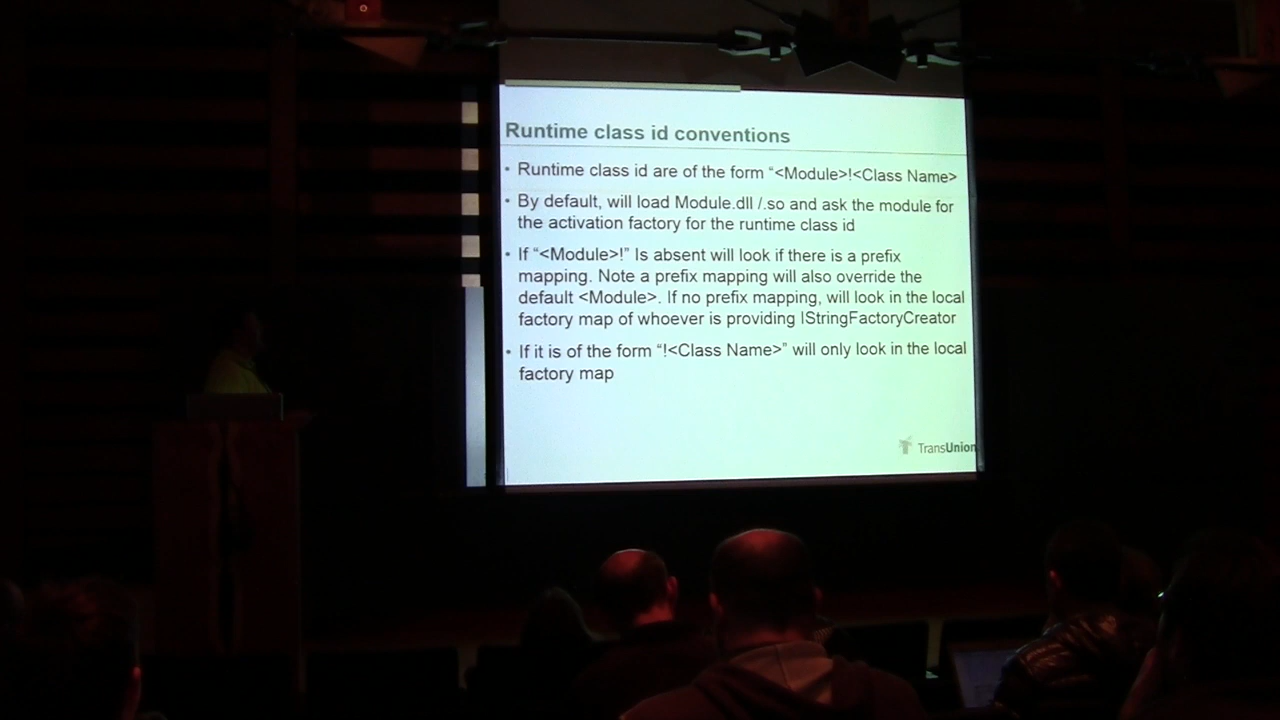 Runtime class id conventions
• Runtime class id are of the form “<Module>!<Class Name>
• By default, will load Module.dll /.so and ask the module for
the activation factory for the runtime class id
• If “<Module>!” Is absent will look if there is a prefix
mapping. Note a prefix mapping will also override the
default <Module>. If no prefix mapping, will look in the local
factory map of whoever is providing IStringFactoryCreator
• If it is of the form “!<Class Name>” will only look in the local
factory map
TransUnion